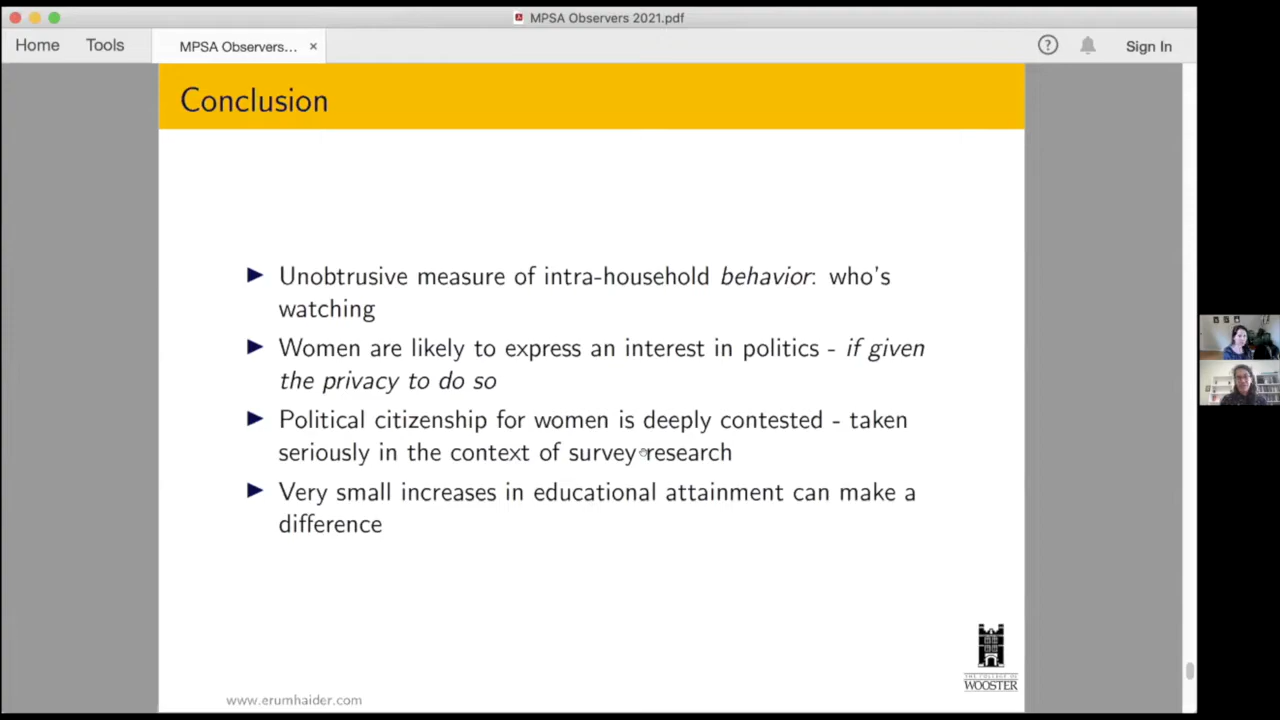 MPSA Observers 2021.pdf
Home Tools MPSA Observers... × ? Sign In
Conclusion
Unobtrusive measure of intra-household behavior: who's
watching
Women are likely to express an interest in politics - if given
the privacy to do so
Political citizenship for women is deeply contested - taken
seriously in the context of survey research
Very small increases in educational attainment can make a
difference
THE COLLEGE OF
WOOSTER
www.erumhaider.com